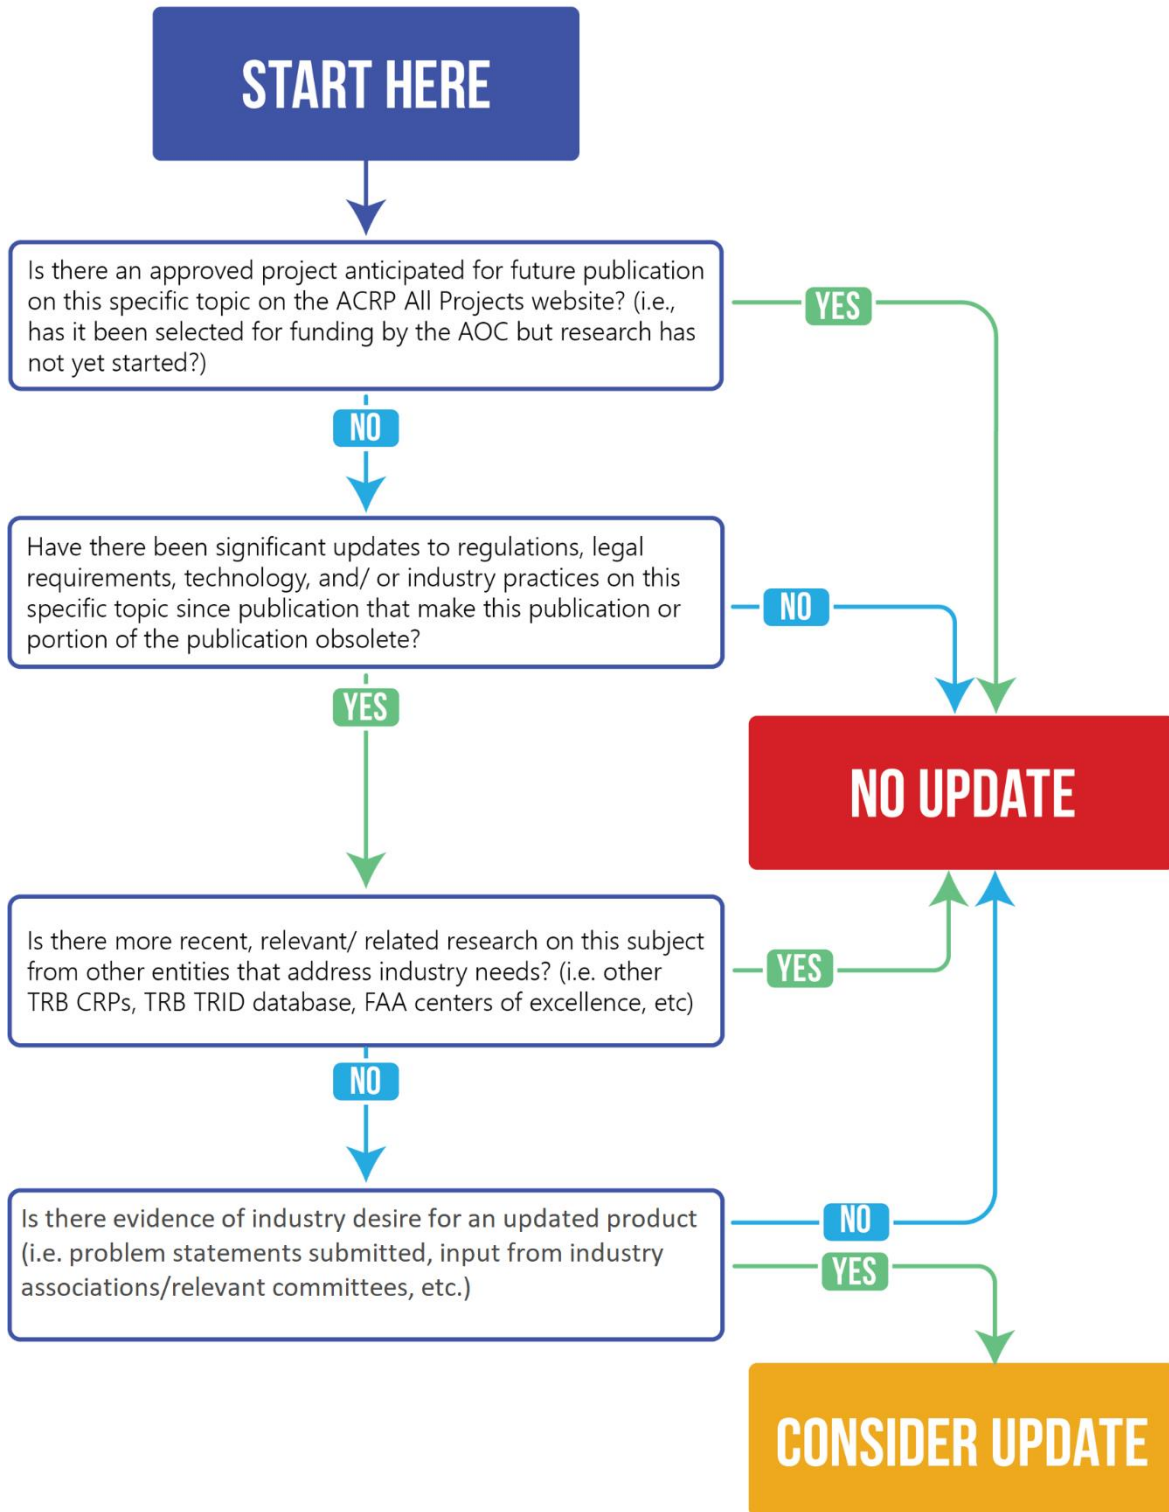 START HERE
Is there an approved project anticipated for future publication
on this specific topic on the ACRP All Projects website? (i.e.,
has it been selected for funding by the AOC but research has
not yet started?)
YES
NO
Have there been significant updates to regulations, legal
requirements, technology, and/ or industry practices on this
specific topic since publication that make this publication or
portion of the publication obsolete?
NO
YES
NO UPDATE
Is there more recent, relevant/ related research on this subject
from other entities that address industry needs? (i.e. other
TRB CRPs, TRB TRID database, FAA centers of excellence, etc)
YES
NO
Is there evidence of industry desire for an updated product
(i.e. problem statements submitted, input from industry
associations/relevant committees, etc.)
NO
YES
CONSIDER UPDATE